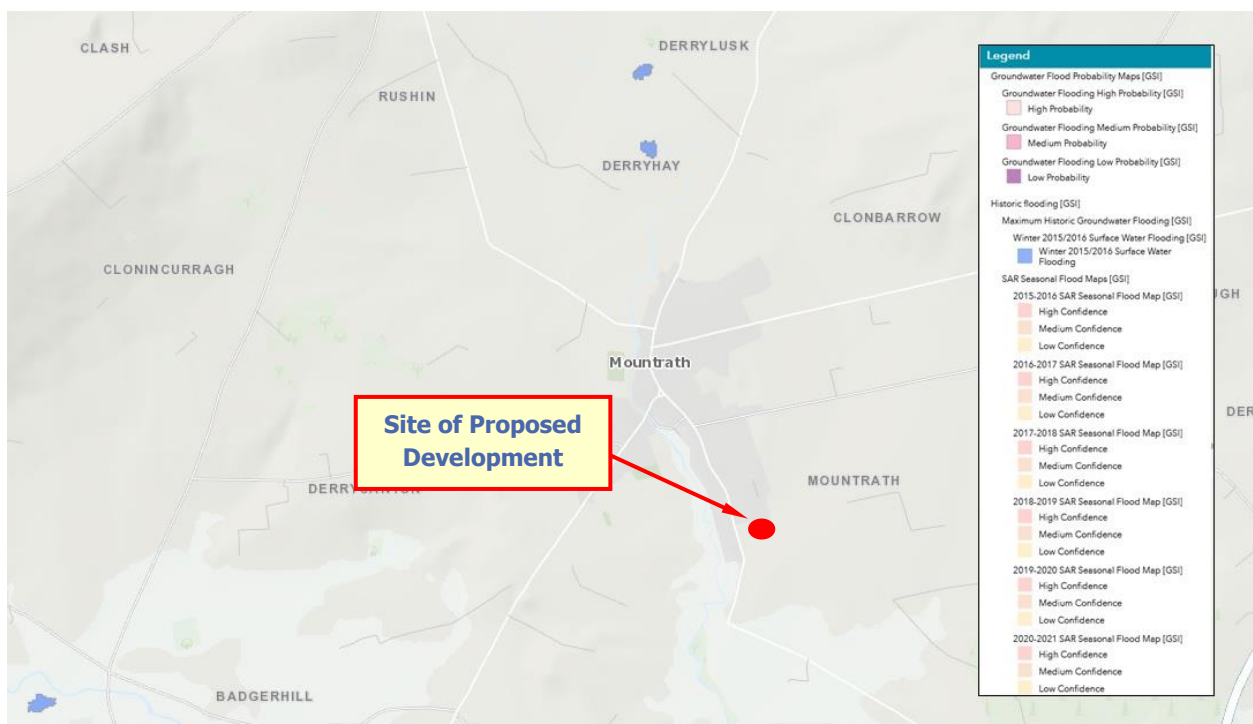 CLASH
DERRYLUSK
RUSHIN
DERRYHAY
CLONBARROW
CLONINCURRAGH
Mountrath
Site of Proposed
Development
MOUNTRATH
BADGERHILL
Legend
Groundwater Flood Probability Maps [GSI]
Groundwater Flooding High Probability [GSI]
High Probability
Groundwater Flooding Medium Probability [GSI]
Medium Probability
Groundwater Flooding Low Probability [GSI]
Low Probability
Historic flooding [GSI]
Maximum Historic Groundwater Flooding [GSI]
Winter 2015/2016 Surface Water Flooding [GSI]
Winter 2015/2016 Surface Water
Flooding
SAR Seasonal Flood Maps [GSI]
2015-2016 SAR Seasonal Flood Map [GSI]
High Confidence
Medium Confidence
Low Confidence
2016-2017 SAR Seasonal Flood Map [GSI]
High Confidence
Medium Confidence
Low Confidence
2017-2018 SAR Seasonal Flood Map [GSI]
High Confidence
Medium Confidence
Low Confidence
2018-2019 SAR Seasonal Flood Map [GSI]
High Confidence
Medium Confidence
Low Confidence
2019-2020 SAR Seasonal Flood Map [GSI]
High Confidence
Medium Confidence
Low Confidence
2020-2021 SAR Seasonal Flood Map [GSI]
High Confidence
Medium Confidence
Low Confidence